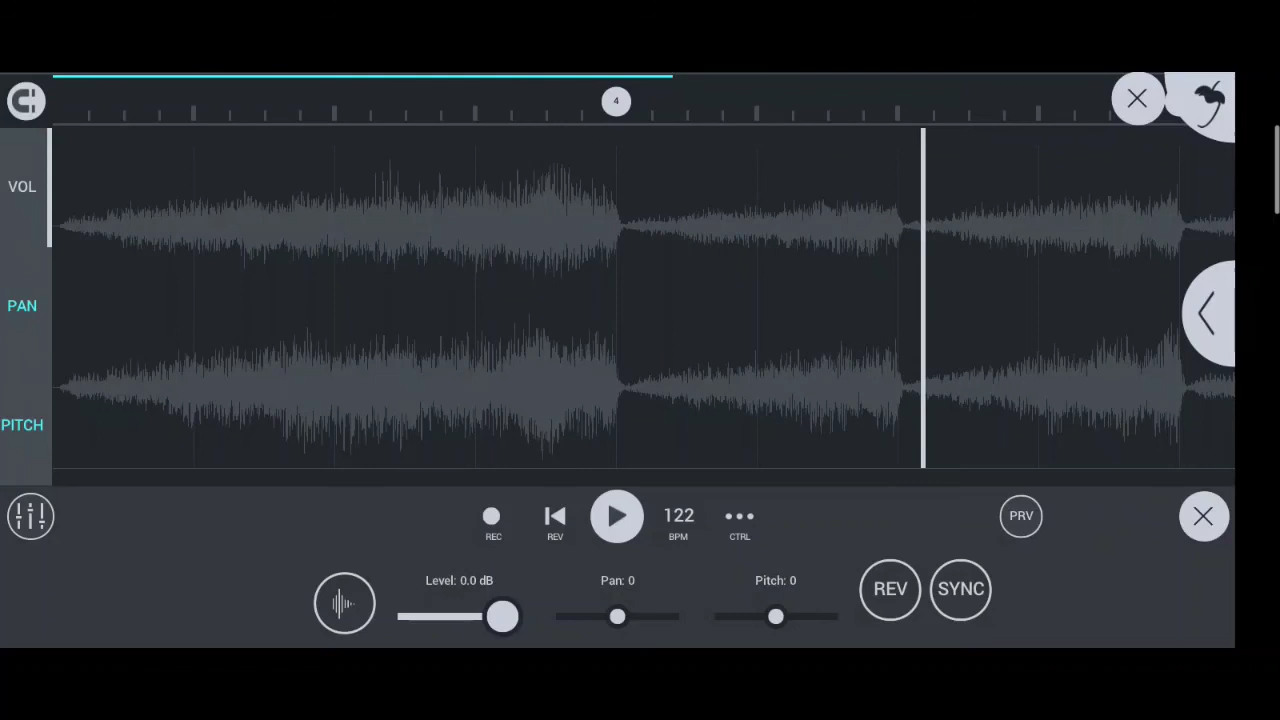 4
VOL
PAN
PITCH
122
PRV
REC
REV
BPM
CTRL
Level: 0.0 dB
Pan: 0
Pitch: 0
REV
SYNC